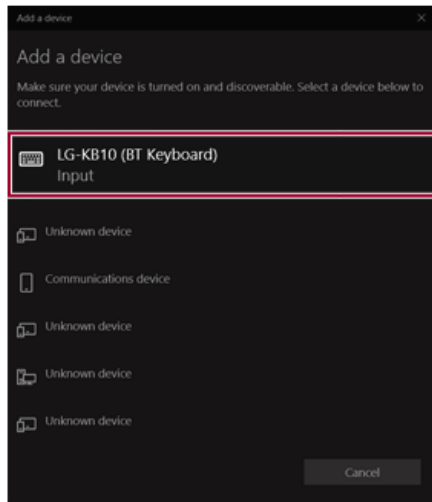 Add a device
Add a device
Make sure your device is turned on and discoverable. Select a device below to
connect.
LG-KB10 (BT Keyboard)
Input
Unknown device
Communications device
Unknown device
Unknown device
Unknown device
Cancel